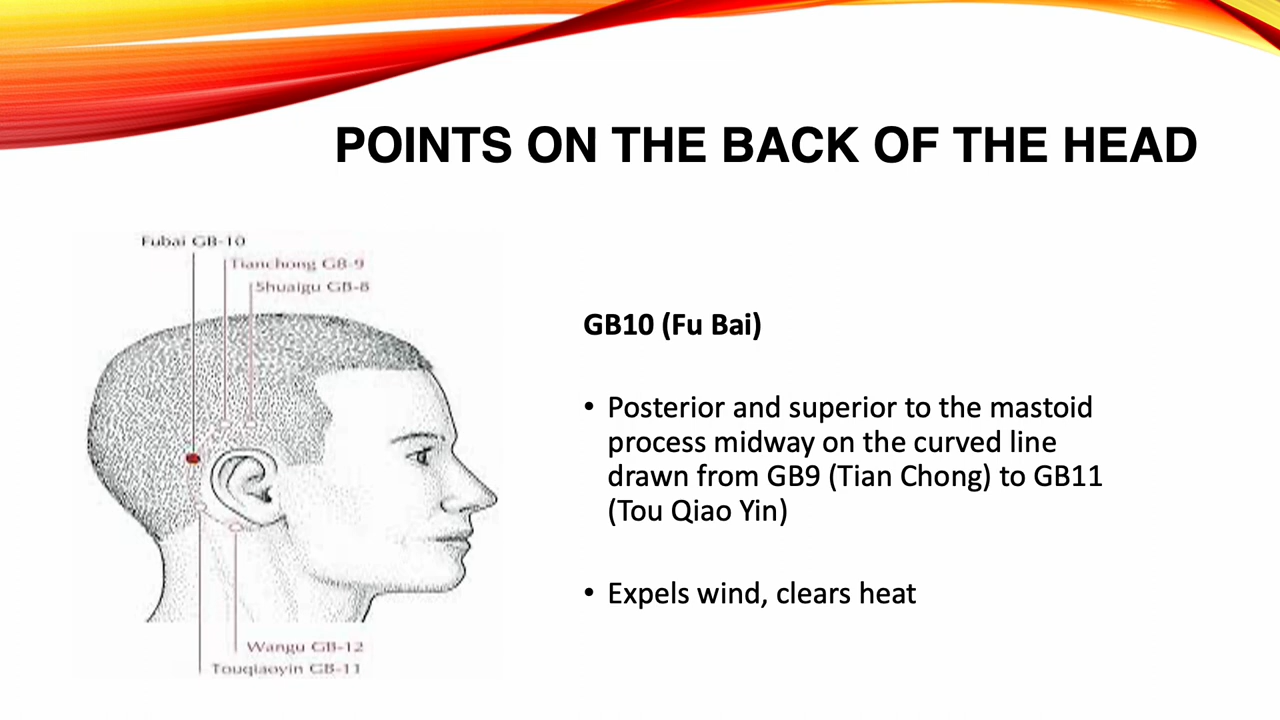 POINTS ON THE BACK OF THE HEAD
Fubai GB-10
Tianchong GB-9
Shuaigu GB-8
GB10 (Fu Bai)
• Posterior and superior to the mastoid
process midway on the curved line
drawn from GB9 (Tian Chong) to GB11
(Tou Qiao Yin)
• Expels wind, clears heat
Wangu GB-12
Touqiaoyin GB-11